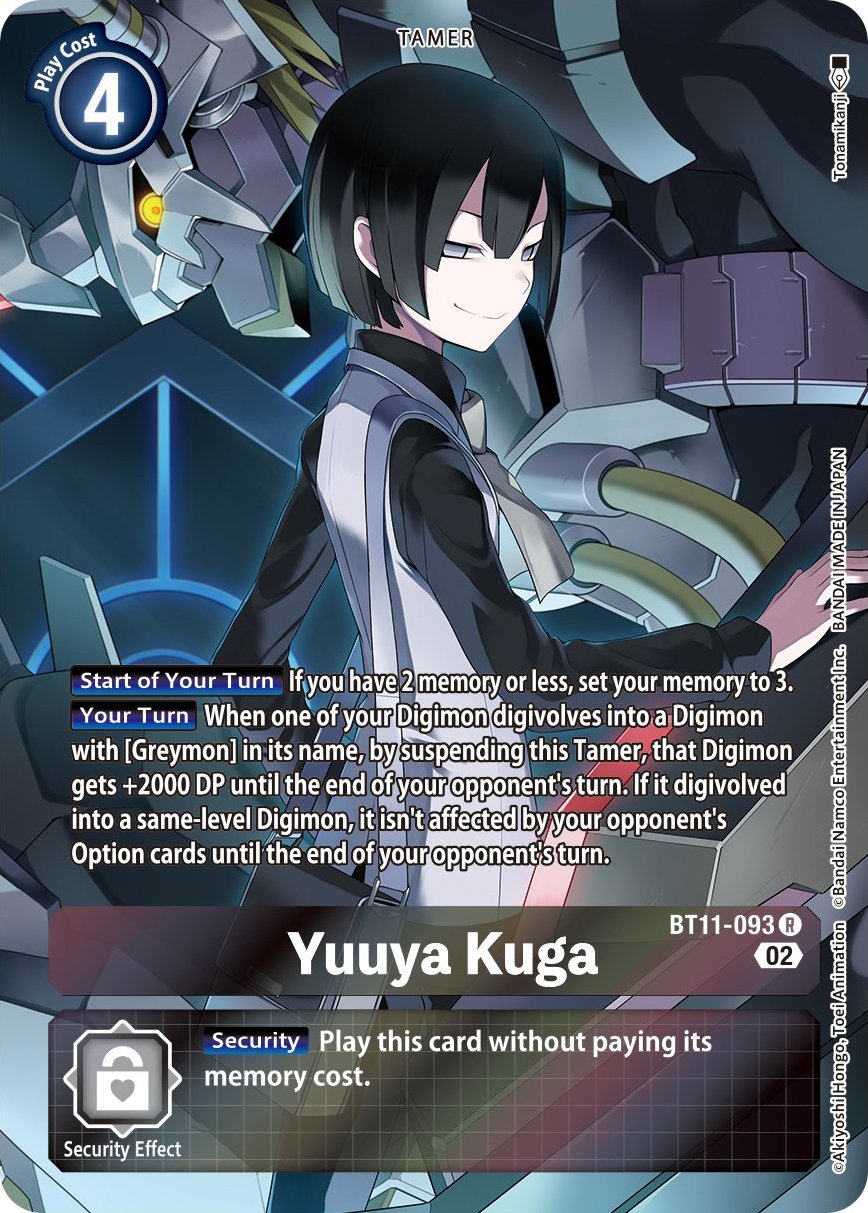 TAMER
Play Cost
4
Tonamikanji
Start of Your Turn If you have 2 memory or less, set your memory to 3.
Your Turn When one of your Digimon digivolves into a Digimon
with [Greymon] in its name, by suspending this Tamer, that Digimon
gets +2000 DP until the end of your opponent's turn. If it digivolved
into a same-level Digimon, it isn't affected by your opponent's
Option cards until the end of your opponent's turn.
BT11-093 R
02
Yuuya Kuga
Security Play this card without paying its
memory cost.
Security Effect
©Akiyoshi Hongo, Toei Animation ©Bandai Namco Entertainment Inc. BANDAI MADE IN JAPAN